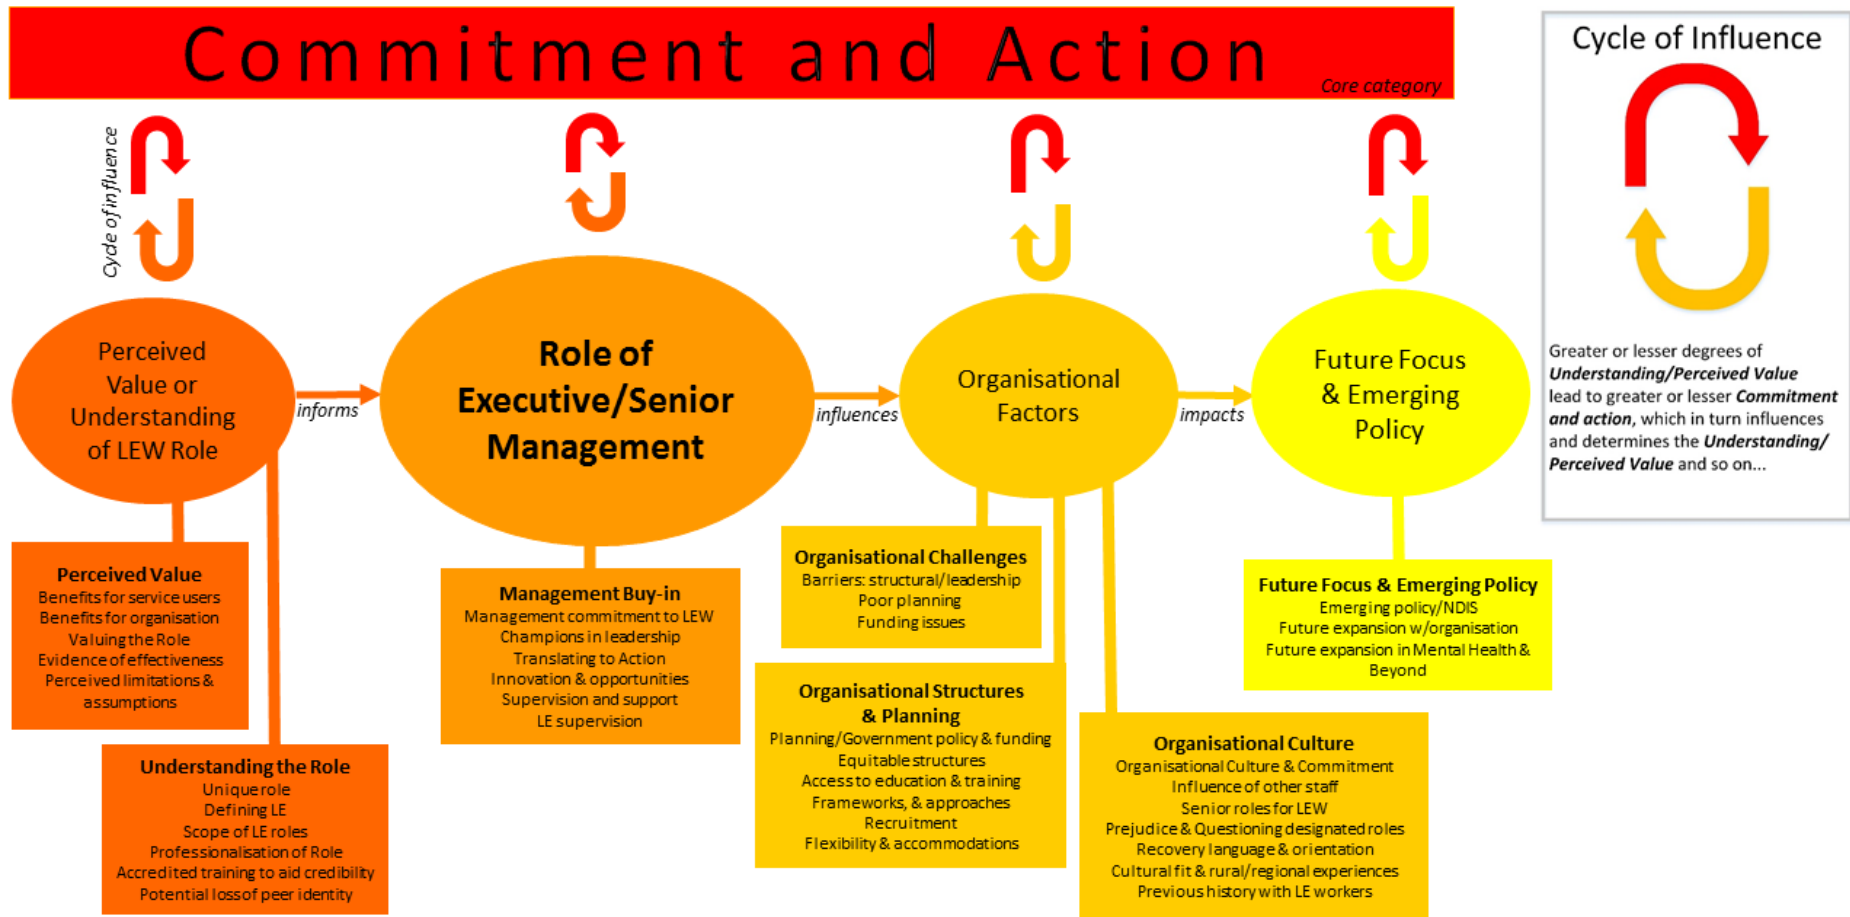 Commitment and Action
Core category
Cycle of influence
Perceived
Value or
Understanding
of LEW Role
informs
Role of
Executive/Senior
Management
influences
Organisational
Factors
impacts
Future Focus
& Emerging
Policy
Perceived Value
Benefits for service users
Benefits for organisation
Valuing the Role
Evidence of effectiveness
Perceived limitations &
assumptions
Understanding the Role
Unique role
Defining LE
Scope of LE roles
Professionalisation of Role
Accredited training to aid credibility
Potential loss of peer identity
Management Buy-in
Management commitment to LEW
Champions in leadership
Translating to Action
Innovation & opportunities
Supervision and support
LE supervision
Organisational Challenges
Barriers: structural/leadership
Poor planning
Funding issues
Organisational Structures
& Planning
Planning/Government policy & funding
Equitable structures
Access to education & training
Frameworks, & approaches
Recruitment
Flexibility & accommodations
Organisational Culture
Organisational Culture & Commitment
Influence of other staff
Senior roles for LEW
Prejudice & Questioning designated roles
Recovery language & orientation
Cultural fit & rural/regional experiences
Previous history with LE workers
Future Focus & Emerging Policy
Emerging policy/NDIS
Future expansion w/organisation
Future expansion in Mental Health &
Beyond
Cycle of Influence
Greater or lesser degrees of
Understanding/Perceived Value
lead to greater or lesser Commitment
and action, which in turn influences
and determines the Understanding/
Perceived Value and so on...